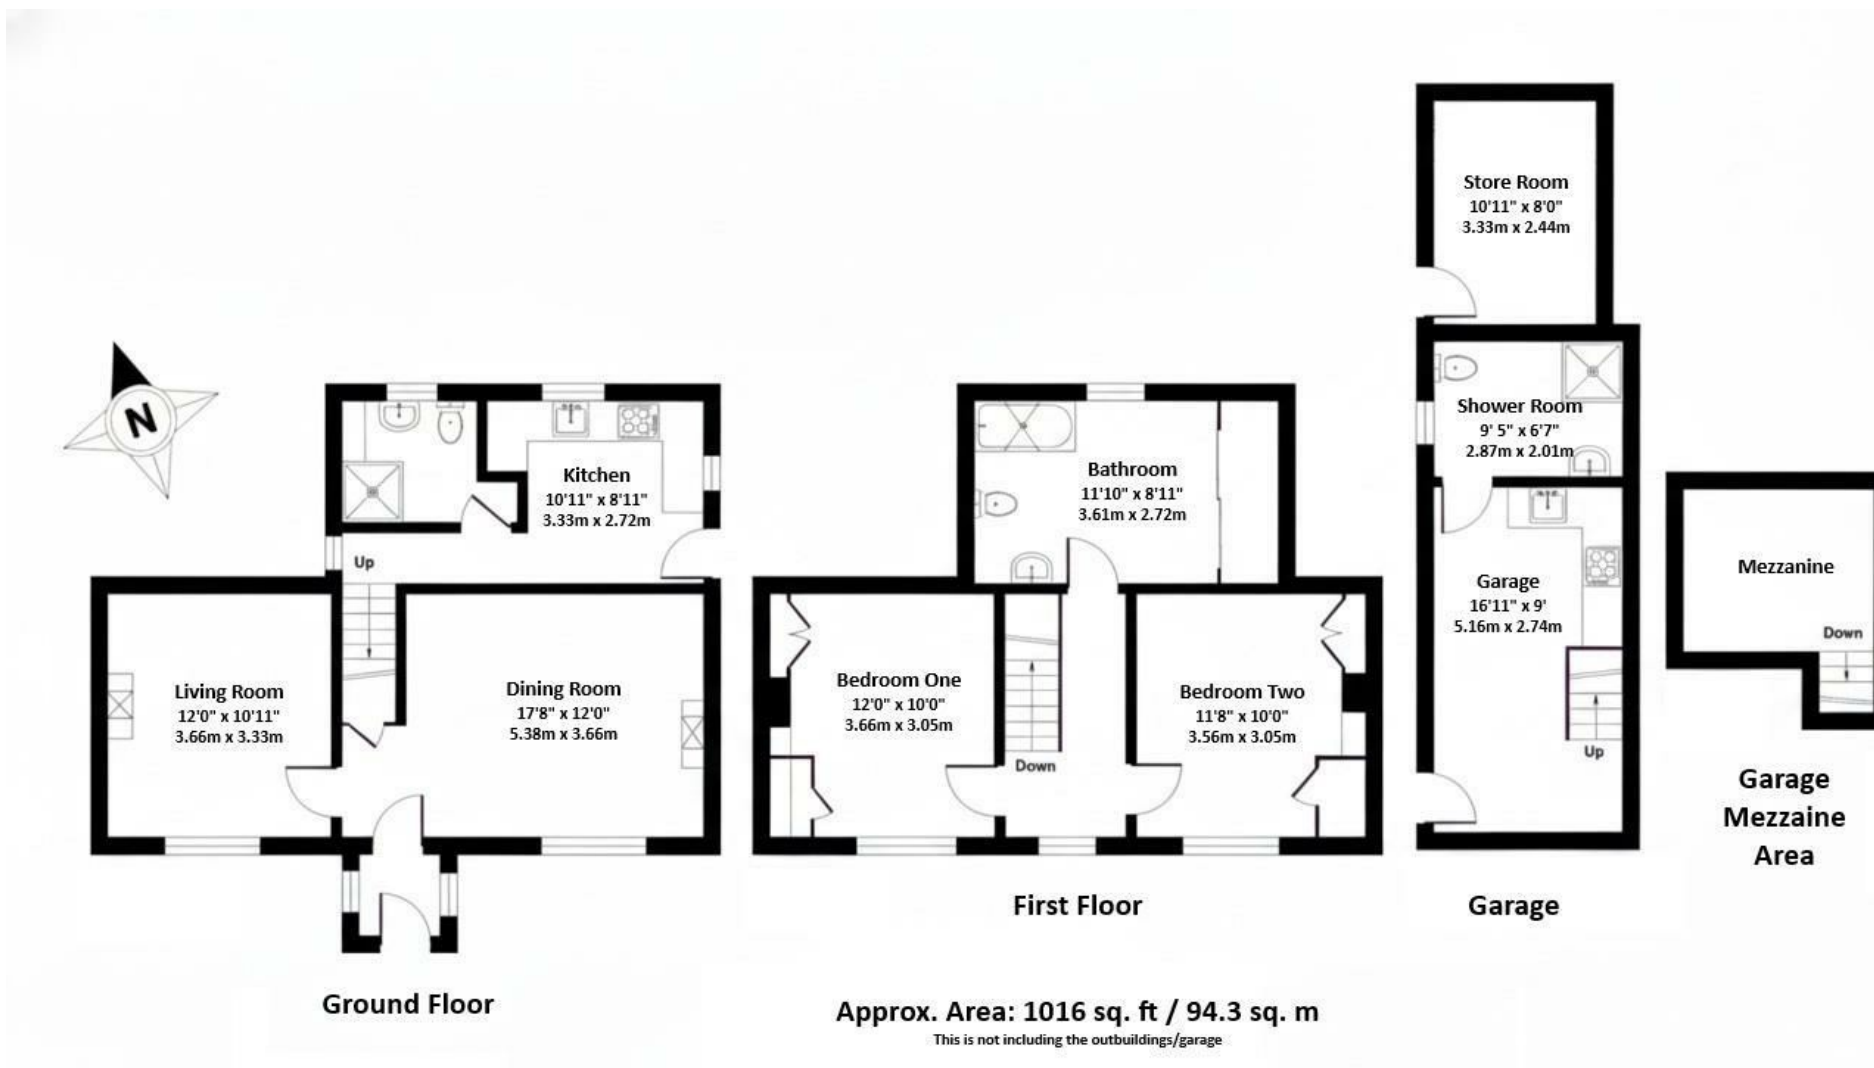 N
Kitchen
10'11" x 8'11"
3.33m x 2.72m
Up
Living Room
12'0" x 10'11"
3.66m x 3.33m
Dining Room
17'8" x 12'0"
5.38m x 3.66m
Ground Floor
Bathroom
11'10" x 8'11"
3.61m x 2.72m
Bedroom One
12'0" x 10'0"
3.66m x 3.05m
Bedroom Two
11'8" x 10'0"
3.56m x 3.05m
Down
First Floor
Store Room
10'11" x 8'0"
3.33m x 2.44m
Shower Room
9' 5" x 6'7"
2.87m x 2.01m
Garage
16'11" x 9'
5.16m x 2.74m
Up
Garage
Mezzanine
Down
Garage
Mezzaine
Area
Approx. Area: 1016 sq. ft / 94.3 sq. m
This is not including the outbuildings/garage